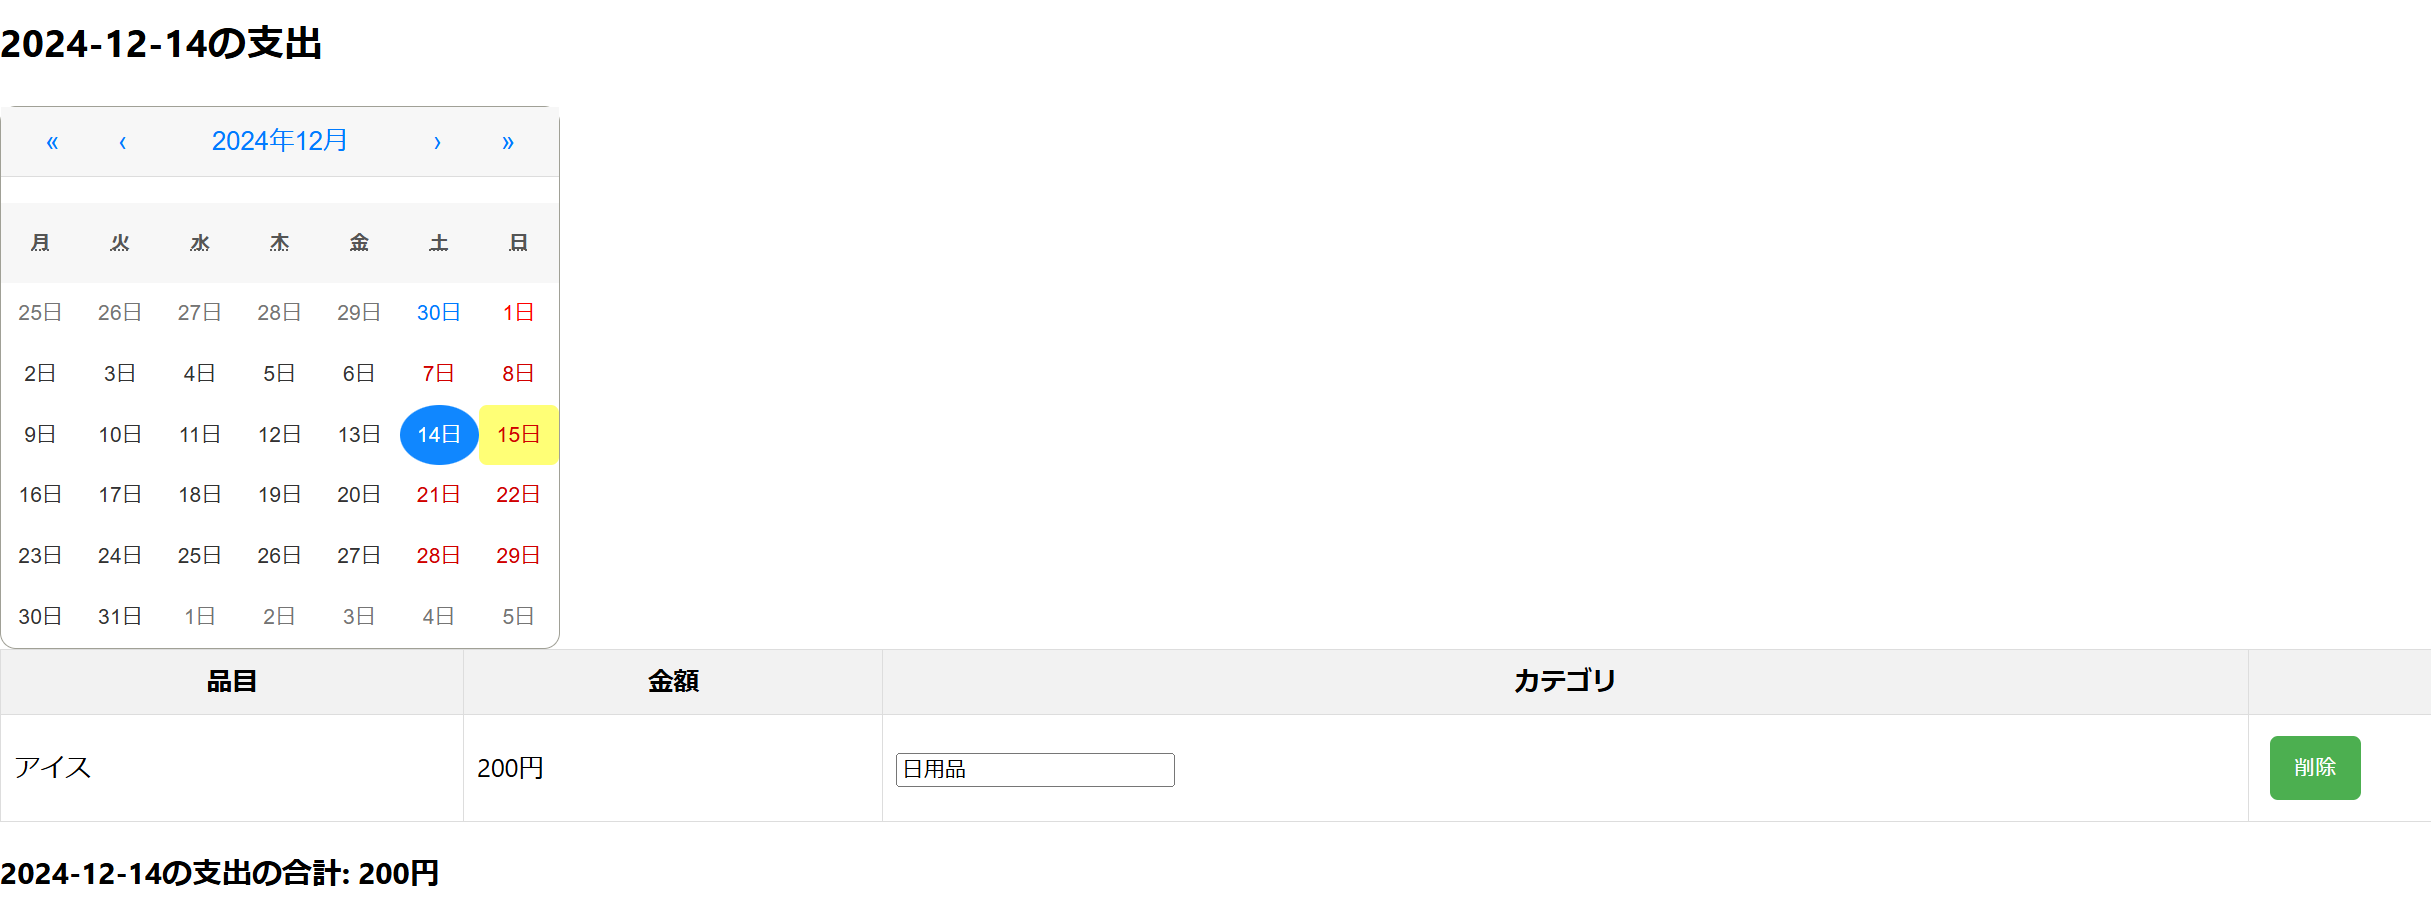 2024-12-14の支出
« ‹ 2024年12月 › »
月 火 水 木 金 土 日
25日 26日 27日 28日 29日 30日 1日
2日 3日 4日 5日 6日 7日 8日
9日 10日 11日 12日 13日 14日 15日
16日 17日 18日 19日 20日 21日 22日
23日 24日 25日 26日 27日 28日 29日
30日 31日 1日 2日 3日 4日 5日
品目 金額 カテゴリ
アイス 200円 日用品 削除
2024-12-14の支出の合計: 200円